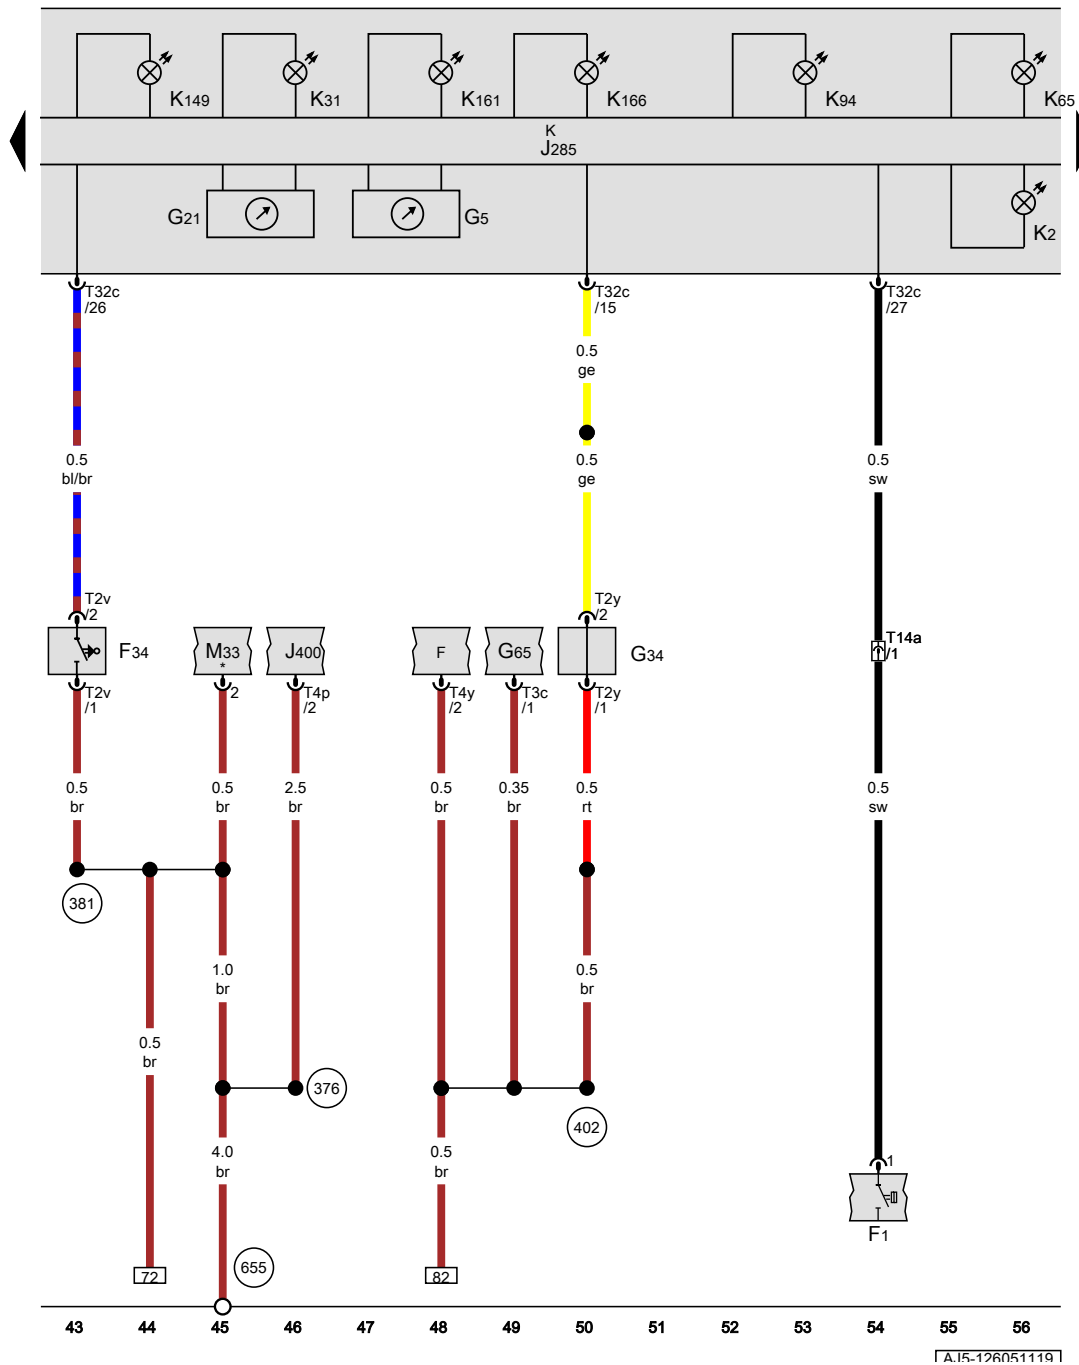 K149 K31 K161 K166 K94 K65
K
J285
G21 G5 K2
T32c
/26
T32c
/15
T32c
/27
0.5
ge
0.5
bl/br
0.5
ge
0.5
sw
T2v
/2
T2y
/2
F34
M33
*
J400
F
G65
G34
T14a
/1
T2v
/1
2
T4p
/2
T4y
/2
T3c
/1
T2y
/1
0.5
br
0.5
br
2.5
br
0.5
br
0.35
br
0.5
rt
0.5
sw
381
1.0
br
0.5
br
0.5
br
376
402
4.0
br
0.5
br
1
F1
655
72
82
43 44 45 46 47 48 49 50 51 52 53 54 55 56
AJ5-126051119